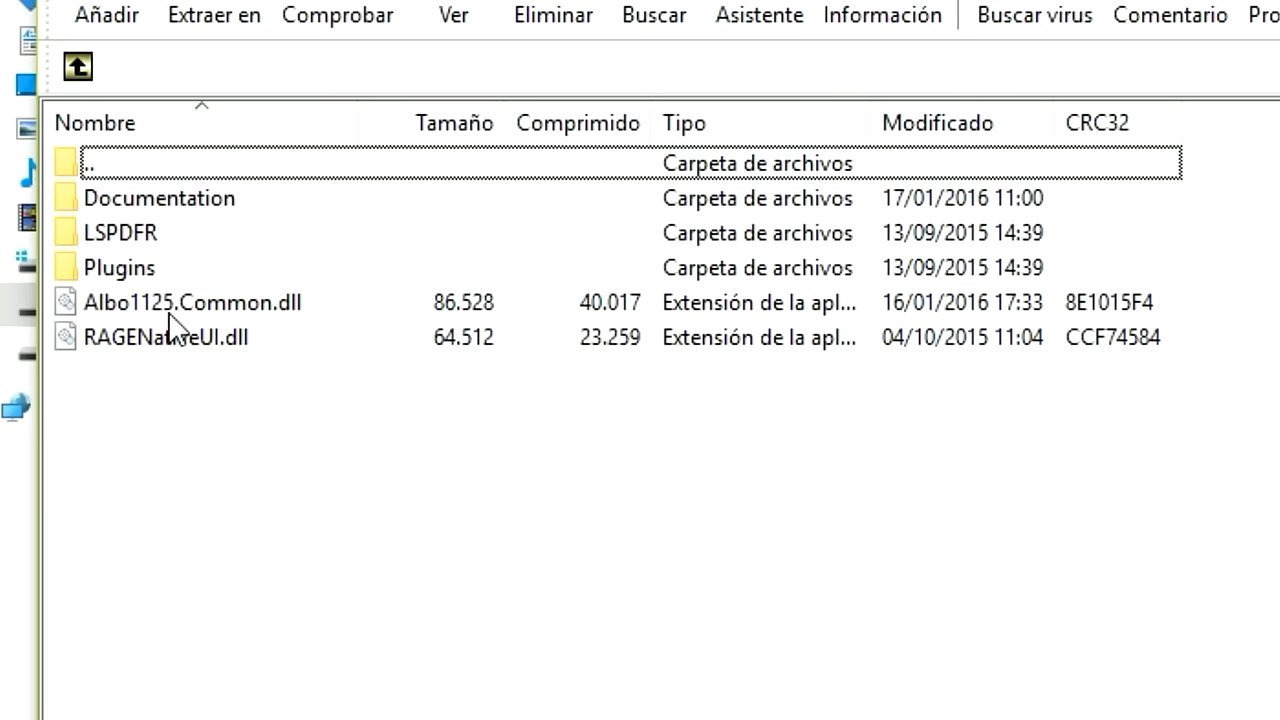 Añadir Extraer en Comprobar Ver Eliminar Buscar Asistente Información Buscar virus Comentario Pro
Nombre Tamaño Comprimido Tipo Modificado CRC32
.. Carpeta de archivos
Documentation Carpeta de archivos 17/01/2016 11:00
LSPDFR Carpeta de archivos 13/09/2015 14:39
Plugins Carpeta de archivos 13/09/2015 14:39
Albo1125.Common.dll 86.528 40.017 Extensión de la apl... 16/01/2016 17:33 8E1015F4
RAGENativeUI.dll 64.512 23.259 Extensión de la apl... 04/10/2015 11:04 CCF74584